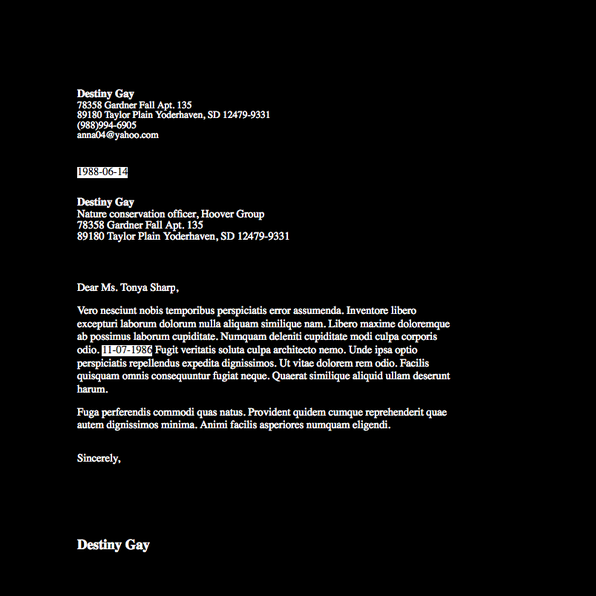 Destiny Gay
78358 Gardner Fall Apt. 135
89180 Taylor Plain Yoderhaven, SD 12479-9331
(988)994-6905
anna04@yahoo.com
1988-06-14
Destiny Gay
Nature conservation officer, Hoover Group
78358 Gardner Fall Apt. 135
89180 Taylor Plain Yoderhaven, SD 12479-9331
Dear Ms. Tonya Sharp,
Vero nesciunt nobis temporibus perspiciatis error assumenda. Inventore libero
excepturi laborum dolorum nulla aliquam similique nam. Libero maxime doloremque
ab possimus laborum cupiditate. Numquam deleniti cupiditate modi culpa corporis
odio. 11-07-1986 Fugit veritatis soluta culpa architecto nemo. Unde ipsa optio
perspiciatis repellendus expedita dignissimos. Ut vitae dolorem rem odio. Facilis
quisquam omnis consequuntur fugiat neque. Quaerat similique aliquid ullam deserunt
harum.
Fuga perferendis commodi quas natus. Provident quidem cumque reprehenderit quae
autem dignissimos minima. Animi facilis asperiores numquam eligendi.
Sincerely,
Destiny Gay